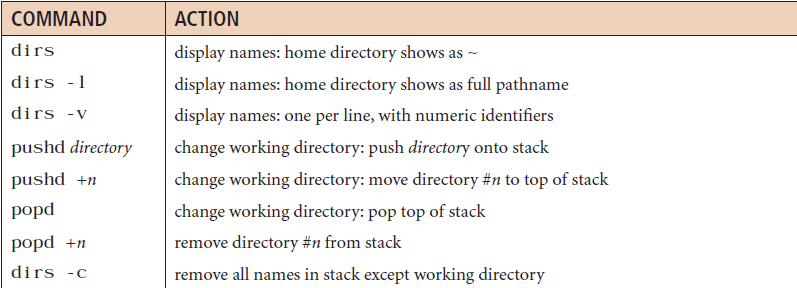 COMMAND ACTION
dirs display names: home directory shows as ~
dirs -l display names: home directory shows as full pathname
dirs -v display names: one per line, with numeric identifiers
pushd directory change working directory: push directory onto stack
pushd +n change working directory: move directory #n to top of stack
popd change working directory: pop top of stack
popd +n remove directory #n from stack
dirs -c remove all names in stack except working directory